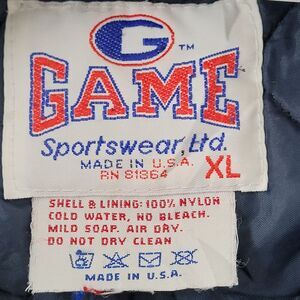 G ™
GAME
Sportswear, Ltd.
MADE IN U.S.A. XL
RN 81364
SHELL & LINING: 100% NYLON
COLD WATER, NO BLEACH.
MILD SOAP. AIR DRY.
DO NOT DRY CLEAN
MADE IN U.S.A.